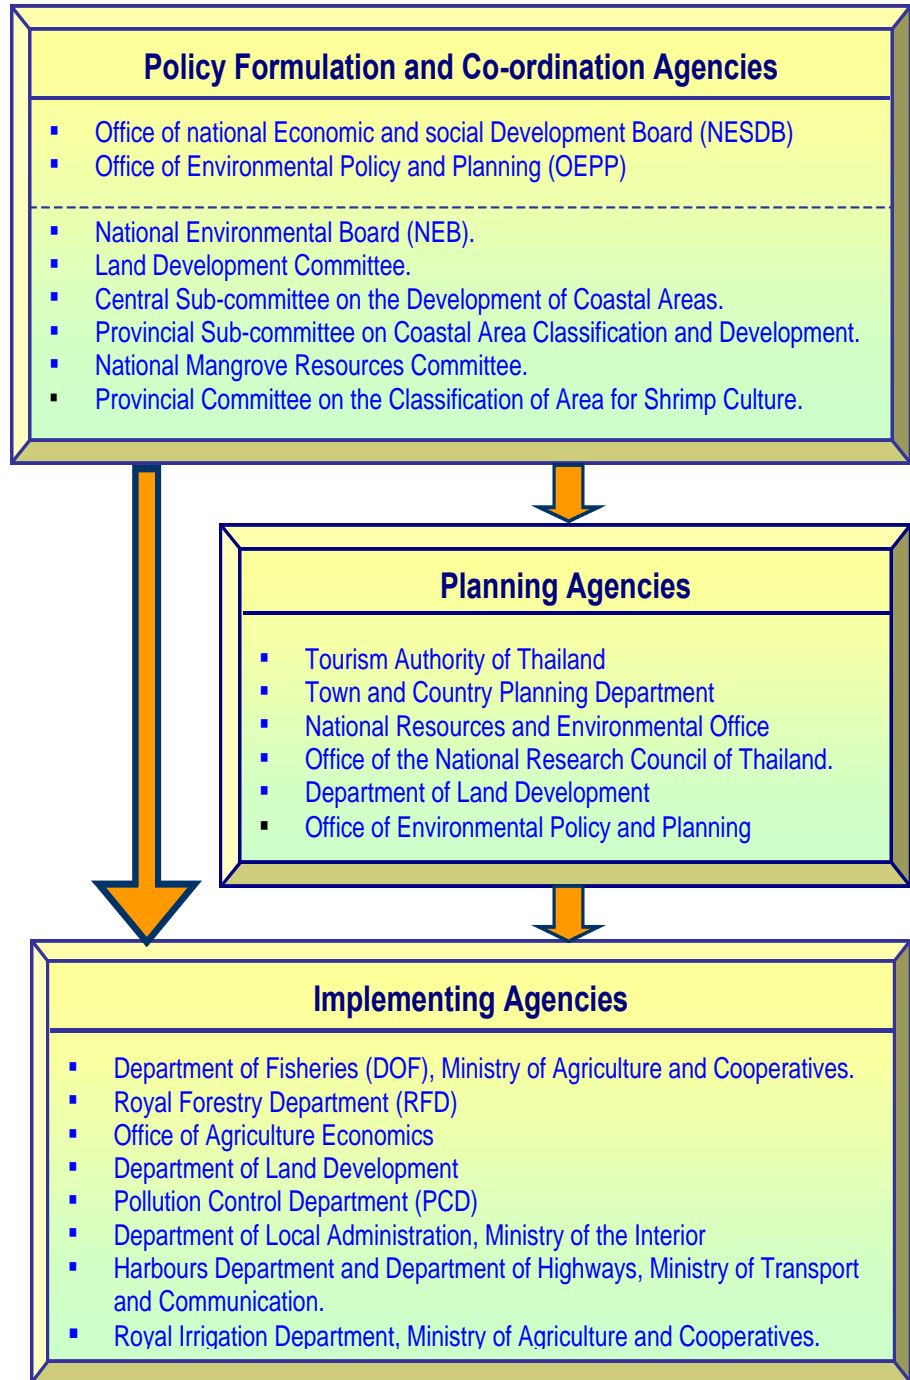 Policy Formulation and Co-ordination Agencies
▪ Office of national Economic and social Development Board (NESDB)
▪ Office of Environmental Policy and Planning (OEPP)
▪ National Environmental Board (NEB).
▪ Land Development Committee.
▪ Central Sub-committee on the Development of Coastal Areas.
▪ Provincial Sub-committee on Coastal Area Classification and Development.
▪ National Mangrove Resources Committee.
▪ Provincial Committee on the Classification of Area for Shrimp Culture.
Planning Agencies
▪ Tourism Authority of Thailand
▪ Town and Country Planning Department
▪ National Resources and Environmental Office
▪ Office of the National Research Council of Thailand.
▪ Department of Land Development
▪ Office of Environmental Policy and Planning
Implementing Agencies
▪ Department of Fisheries (DOF), Ministry of Agriculture and Cooperatives.
▪ Royal Forestry Department (RFD)
▪ Office of Agriculture Economics
▪ Department of Land Development
▪ Pollution Control Department (PCD)
▪ Department of Local Administration, Ministry of the Interior
▪ Harbours Department and Department of Highways, Ministry of Transport
and Communication.
▪ Royal Irrigation Department, Ministry of Agriculture and Cooperatives.